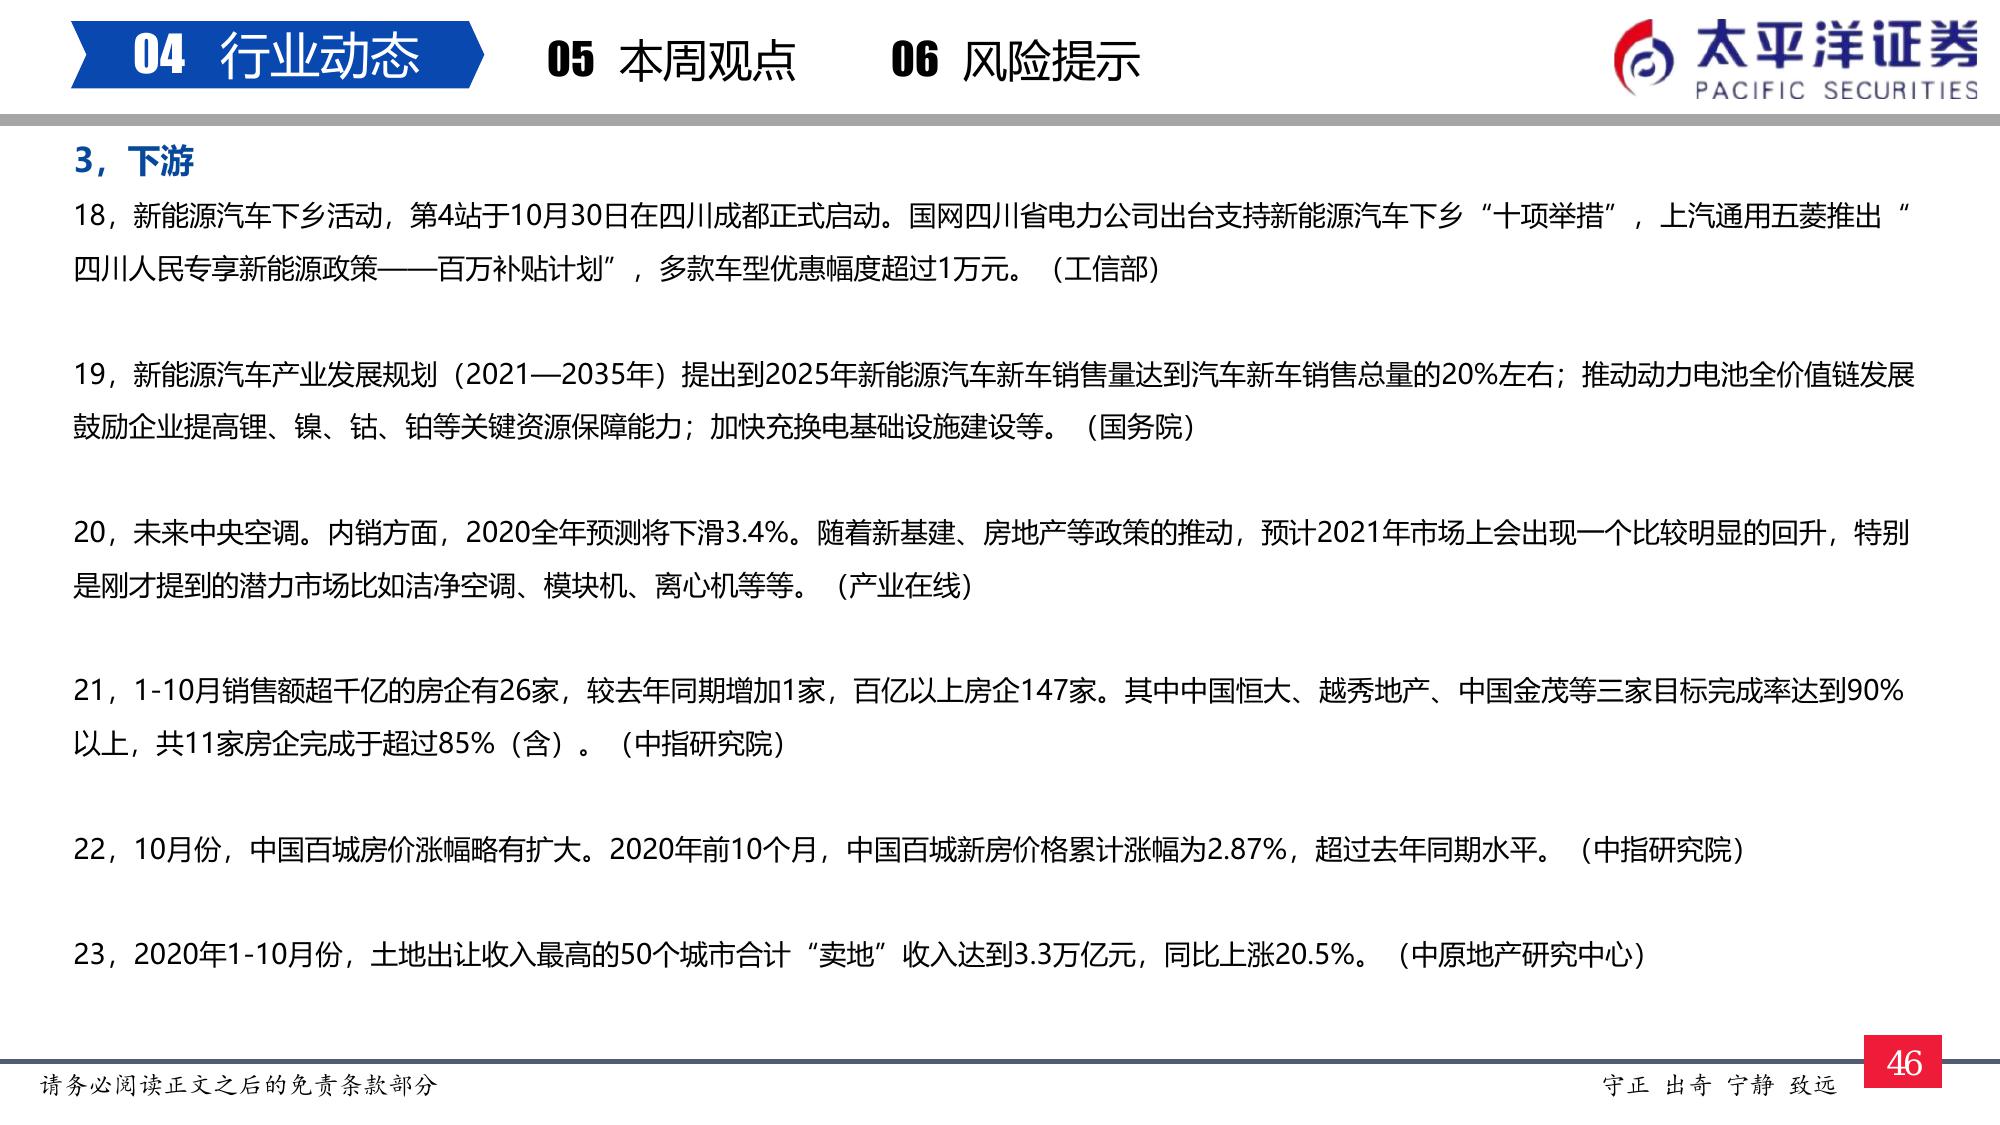 04 行业动态 05 本周观点 06 风险提示
太平洋证券
PACIFIC SECURITIES
3，下游
18，新能源汽车下乡活动，第4站于10月30日在四川成都正式启动。国网四川省电力公司出台支持新能源汽车下乡“十项举措”，上汽通用五菱推出“
四川人民专享新能源政策——百万补贴计划”，多款车型优惠幅度超过1万元。（工信部）
19，新能源汽车产业发展规划（2021—2035年）提出到2025年新能源汽车新车销售量达到汽车新车销售总量的20%左右；推动动力电池全价值链发展
鼓励企业提高锂、镍、钴、铂等关键资源保障能力；加快充换电基础设施建设等。（国务院）
20，未来中央空调。内销方面，2020全年预测将下滑3.4%。随着新基建、房地产等政策的推动，预计2021年市场上会出现一个比较明显的回升，特别
是刚才提到的潜力市场比如洁净空调、模块机、离心机等等。（产业在线）
21，1-10月销售额超千亿的房企有26家，较去年同期增加1家，百亿以上房企147家。其中中国恒大、越秀地产、中国金茂等三家目标完成率达到90%
以上，共11家房企完成于超过85%（含）。（中指研究院）
22，10月份，中国百城房价涨幅略有扩大。2020年前10个月，中国百城新房价格累计涨幅为2.87%，超过去年同期水平。（中指研究院）
23，2020年1-10月份，土地出让收入最高的50个城市合计“卖地”收入达到3.3万亿元，同比上涨20.5%。（中原地产研究中心）
请务必阅读正文之后的免责条款部分
守正 出奇 宁静 致远
46